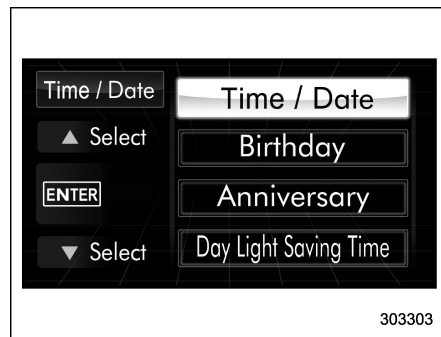 Time / Date
▲ Select
ENTER
▼ Select
Time / Date
Birthday
Anniversary
Day Light Saving Time
303303